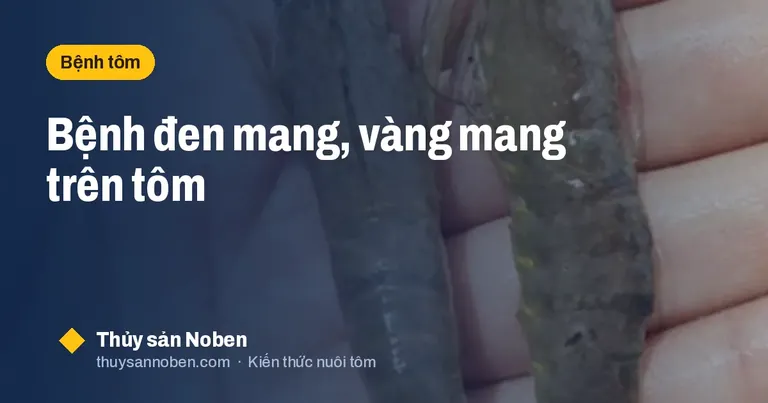 Bệnh tôm
Bệnh đen mang, vàng mang
trên tôm
Thủy sản Noben
thuysannoben.com · Kiến thức nuôi tôm